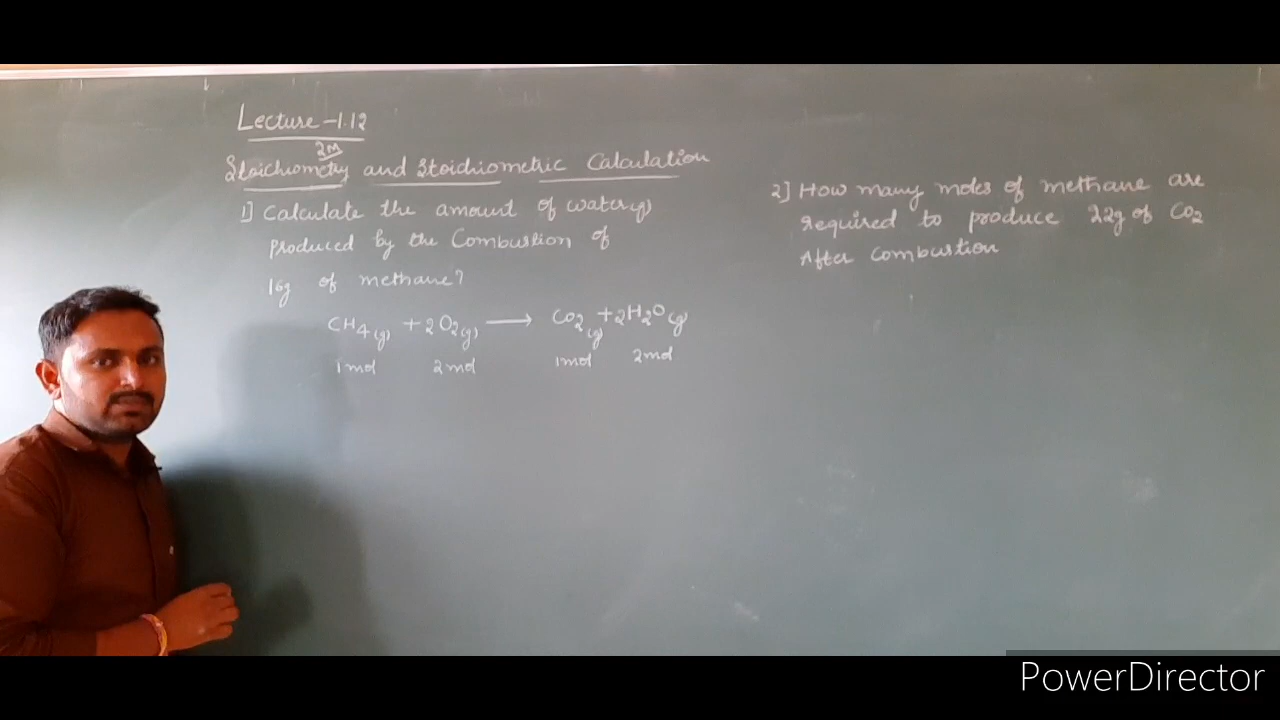 Lecture-1.12
2M
Stoichiometry and Stoichiometric Calculation
1] Calculate the amount of water(g)
produced by the Combustion of
16g of methane?
CH4(g) + 2O2(g) ⟶ CO2(g) + 2H2O(g)
1mol 2mol 1mol 2mol
2] How many moles of methane are
required to produce 22g of CO2
After combustion
PowerDirector